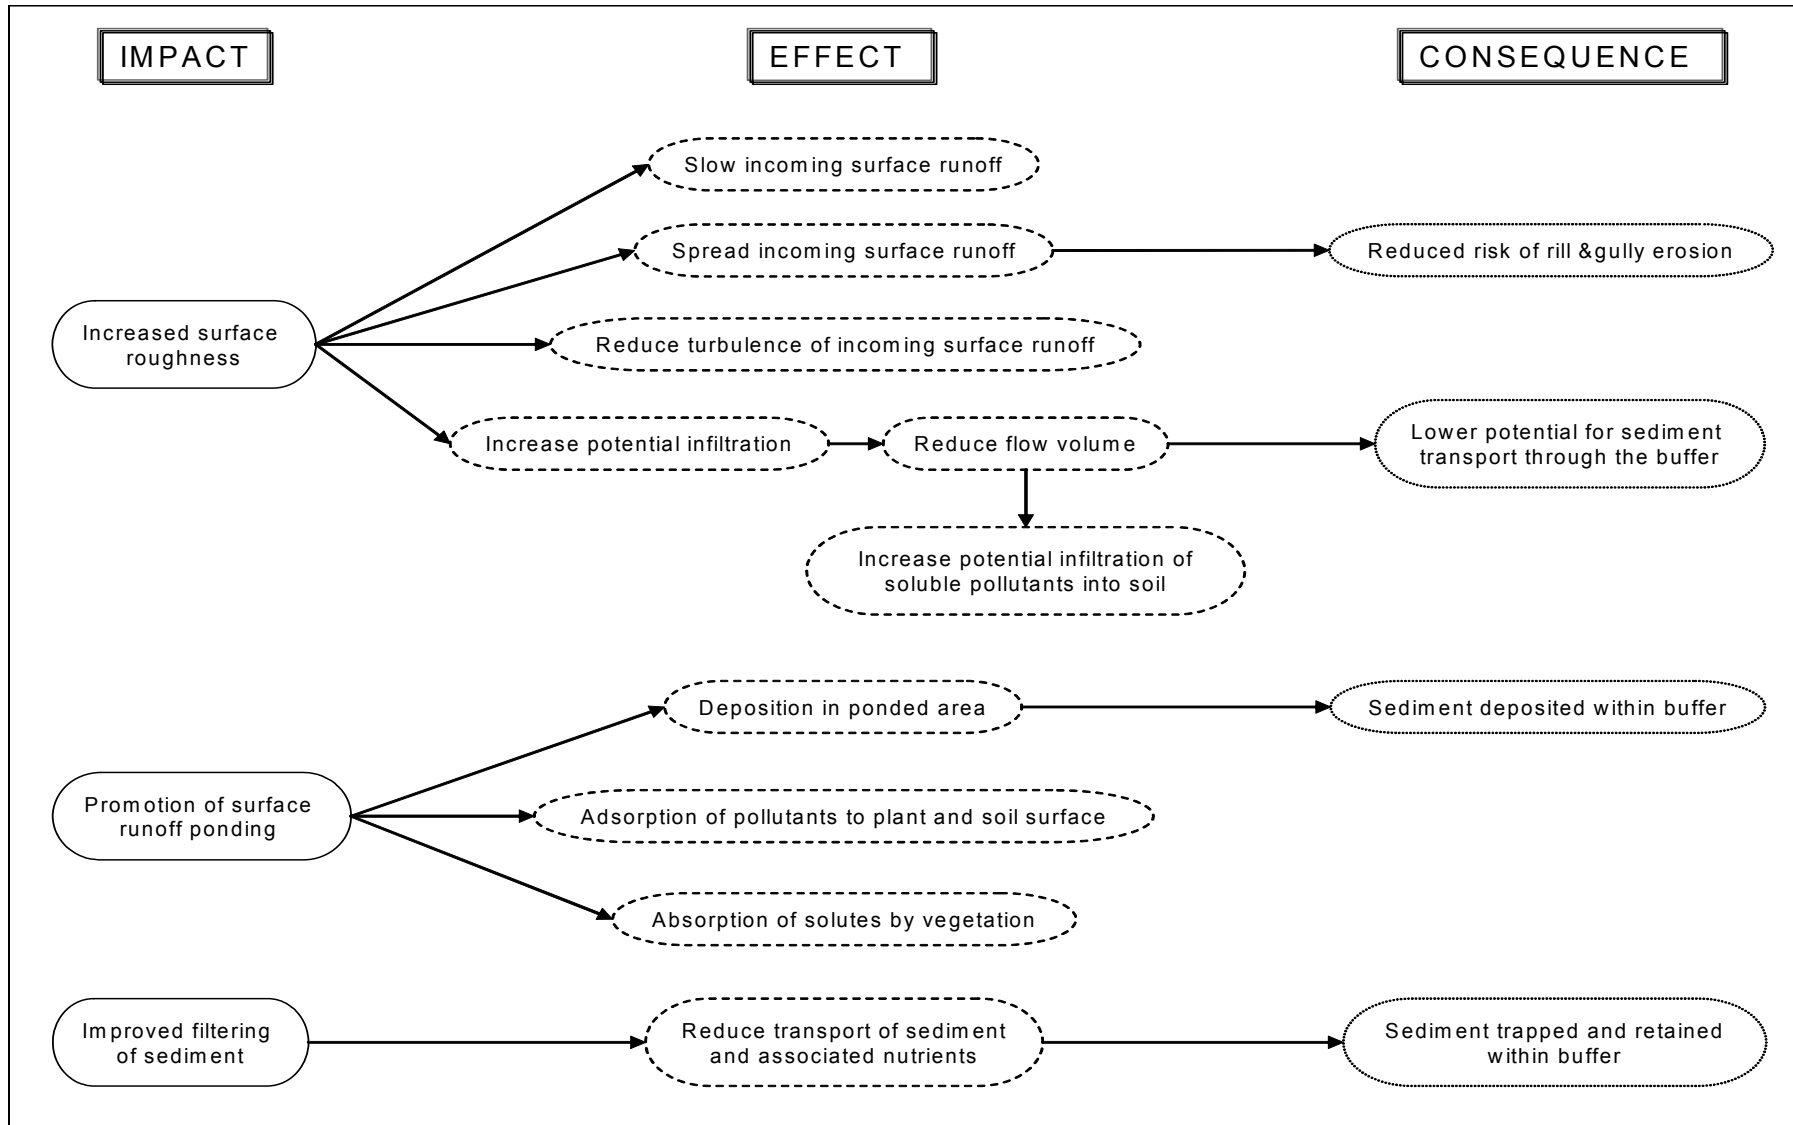 IMPACT
EFFECT
CONSEQUENCE
Slow incoming surface runoff
Spread incoming surface runoff
Reduced risk of rill &gully erosion
Increased surface
roughness
Reduce turbulence of incoming surface runoff
Increase potential infiltration
Reduce flow volume
Lower potential for sediment
transport through the buffer
Increase potential infiltration of
soluble pollutants into soil
Deposition in ponded area
Sediment deposited within buffer
Promotion of surface
runoff ponding
Adsorption of pollutants to plant and soil surface
Absorption of solutes by vegetation
Improved filtering
of sediment
Reduce transport of sediment
and associated nutrients
Sediment trapped and retained
within buffer